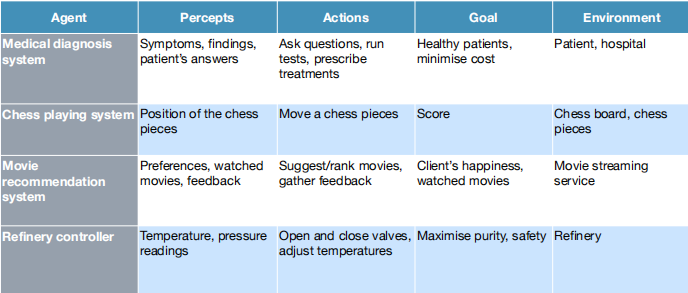 Agent Percepts Actions Goal Environment
Medical diagnosis system Symptoms, findings, patient's answers Ask questions, run tests, prescribe treatments Healthy patients, minimise cost Patient, hospital
Chess playing system Position of the chess pieces Move a chess pieces Score Chess board, chess pieces
Movie recommendation system Preferences, watched movies, feedback Suggest/rank movies, gather feedback Client's happiness, watched movies Movie streaming service
Refinery controller Temperature, pressure readings Open and close valves, adjust temperatures Maximise purity, safety Refinery